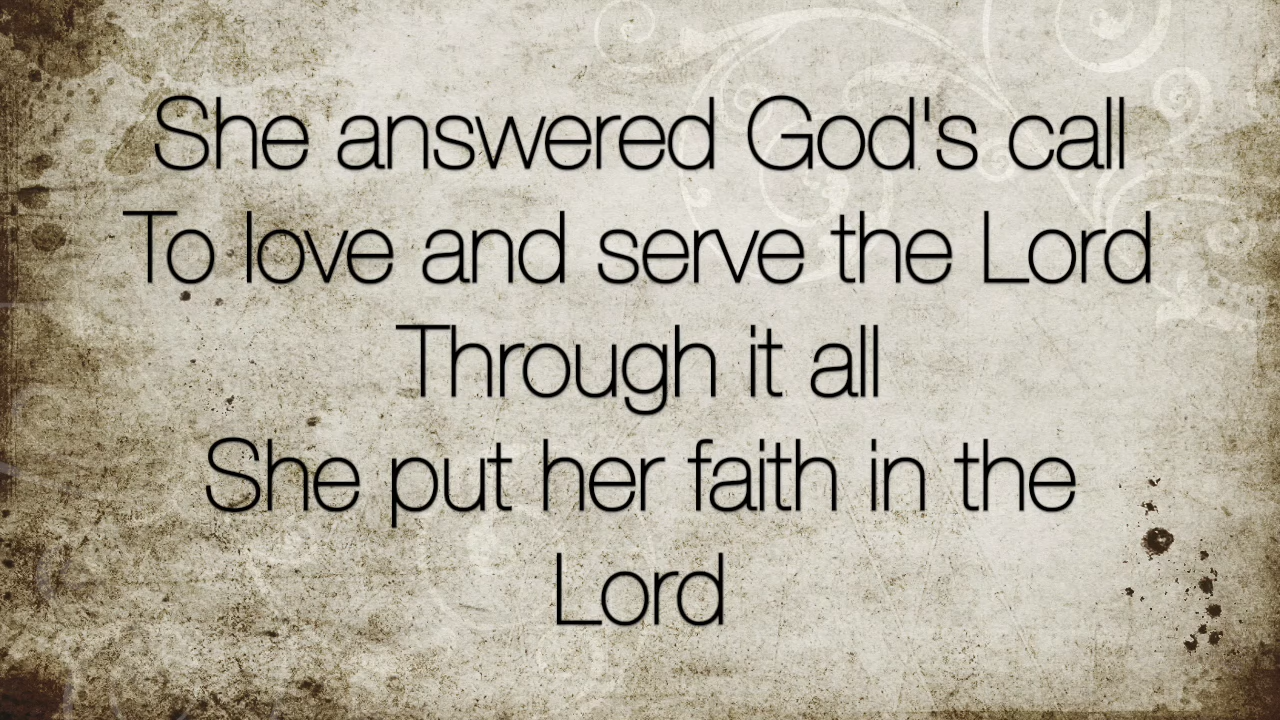 She answered God's call
To love and serve the Lord
Through it all
She put her faith in the
Lord